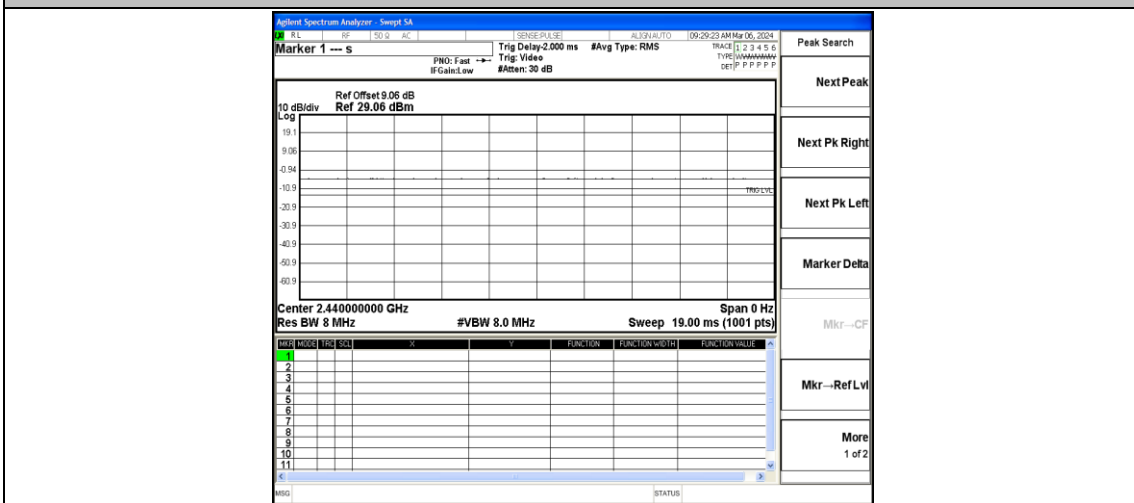 Agilent Spectrum Analyzer - Swept SA
RL RF 50 Ω AC SENSE:PULSE ALIGN AUTO 09:29:23 AM Mar 06, 2024
Marker 1 --- s
PNO: Fast
IFGain:Low
Trig Delay-2.000 ms
Trig: Video
#Atten: 30 dB
#Avg Type: RMS
TRACE 1 2 3 4 5 6
TYPE
DET P P P P P P
Peak Search
Ref Offset 9.06 dB
Ref 29.06 dBm
10 dB/div
Log
19.1
9.06
-0.94
-10.9
-20.9
-30.9
-40.9
-50.9
-60.9
TRIG LVL
Center 2.440000000 GHz
Span 0 Hz
Res BW 8 MHz
#VBW 8.0 MHz
Sweep 19.00 ms (1001 pts)
MKR MODE TRC SCL X Y FUNCTION FUNCTION WIDTH FUNCTION VALUE
1
2
3
4
5
6
7
8
9
10
11
MSG
STATUS
Next Peak
Next Pk Right
Next Pk Left
Marker Delta
Mkr→CF
Mkr→Ref Lvl
More
1 of 2